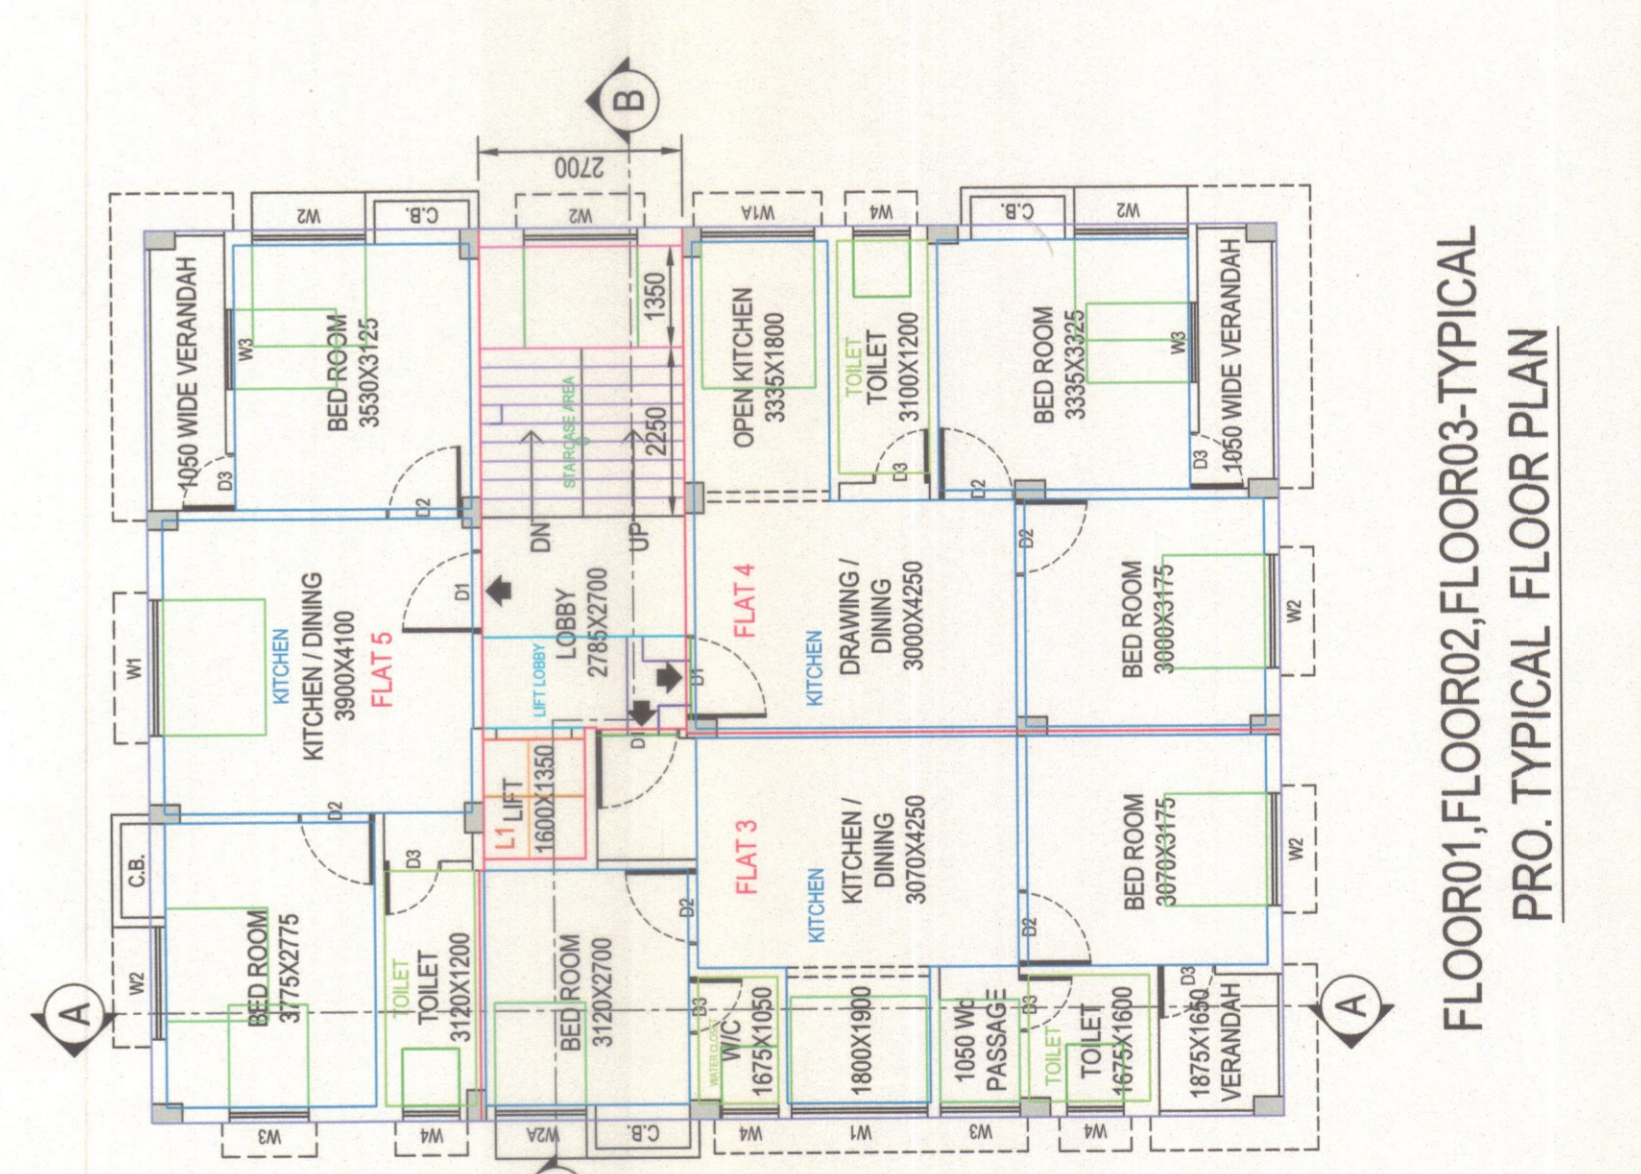 B
2700
W2
C.B.
W2
W1A
W4
C.B.
W2
1050 WIDE VERANDAH
W3
BED ROOM
3530X3125
D3
D2
1350
2250
STAIRCASE AREA
DN
UP
OPEN KITCHEN
3335X1800
TOILET
TOILET
3100X1200
D3
BED ROOM
3335X3325
D2
W3
D3
1050 WIDE VERANDAH
W1
KITCHEN
KITCHEN / DINING
3900X4100
FLAT 5
D1
LOBBY
2785X2700
LIFT LOBBY
D1
D1
FLAT 4
KITCHEN
DRAWING /
DINING
3000X4250
D2
BED ROOM
3000X3175
W2
C.B.
D2
W2
BED ROOM
3775X2775
D3
TOILET
TOILET
3120X1200
L1 LIFT
1600X1350
BED ROOM
3120X2700
D2
FLAT 3
KITCHEN
KITCHEN /
DINING
3070X4250
D2
BED ROOM
3070X3175
W2
D3
WATER CLOSET
W/C
1675X1050
1800X1900
1050 WD
PASSAGE
D3
TOILET
TOILET
1675X1600
D3
1875X1650
VERANDAH
A
A
W3
W4
W2A
C.B.
W4
W1
W3
W4
FLOOR01,FLOOR02,FLOOR03-TYPICAL
PRO. TYPICAL FLOOR PLAN